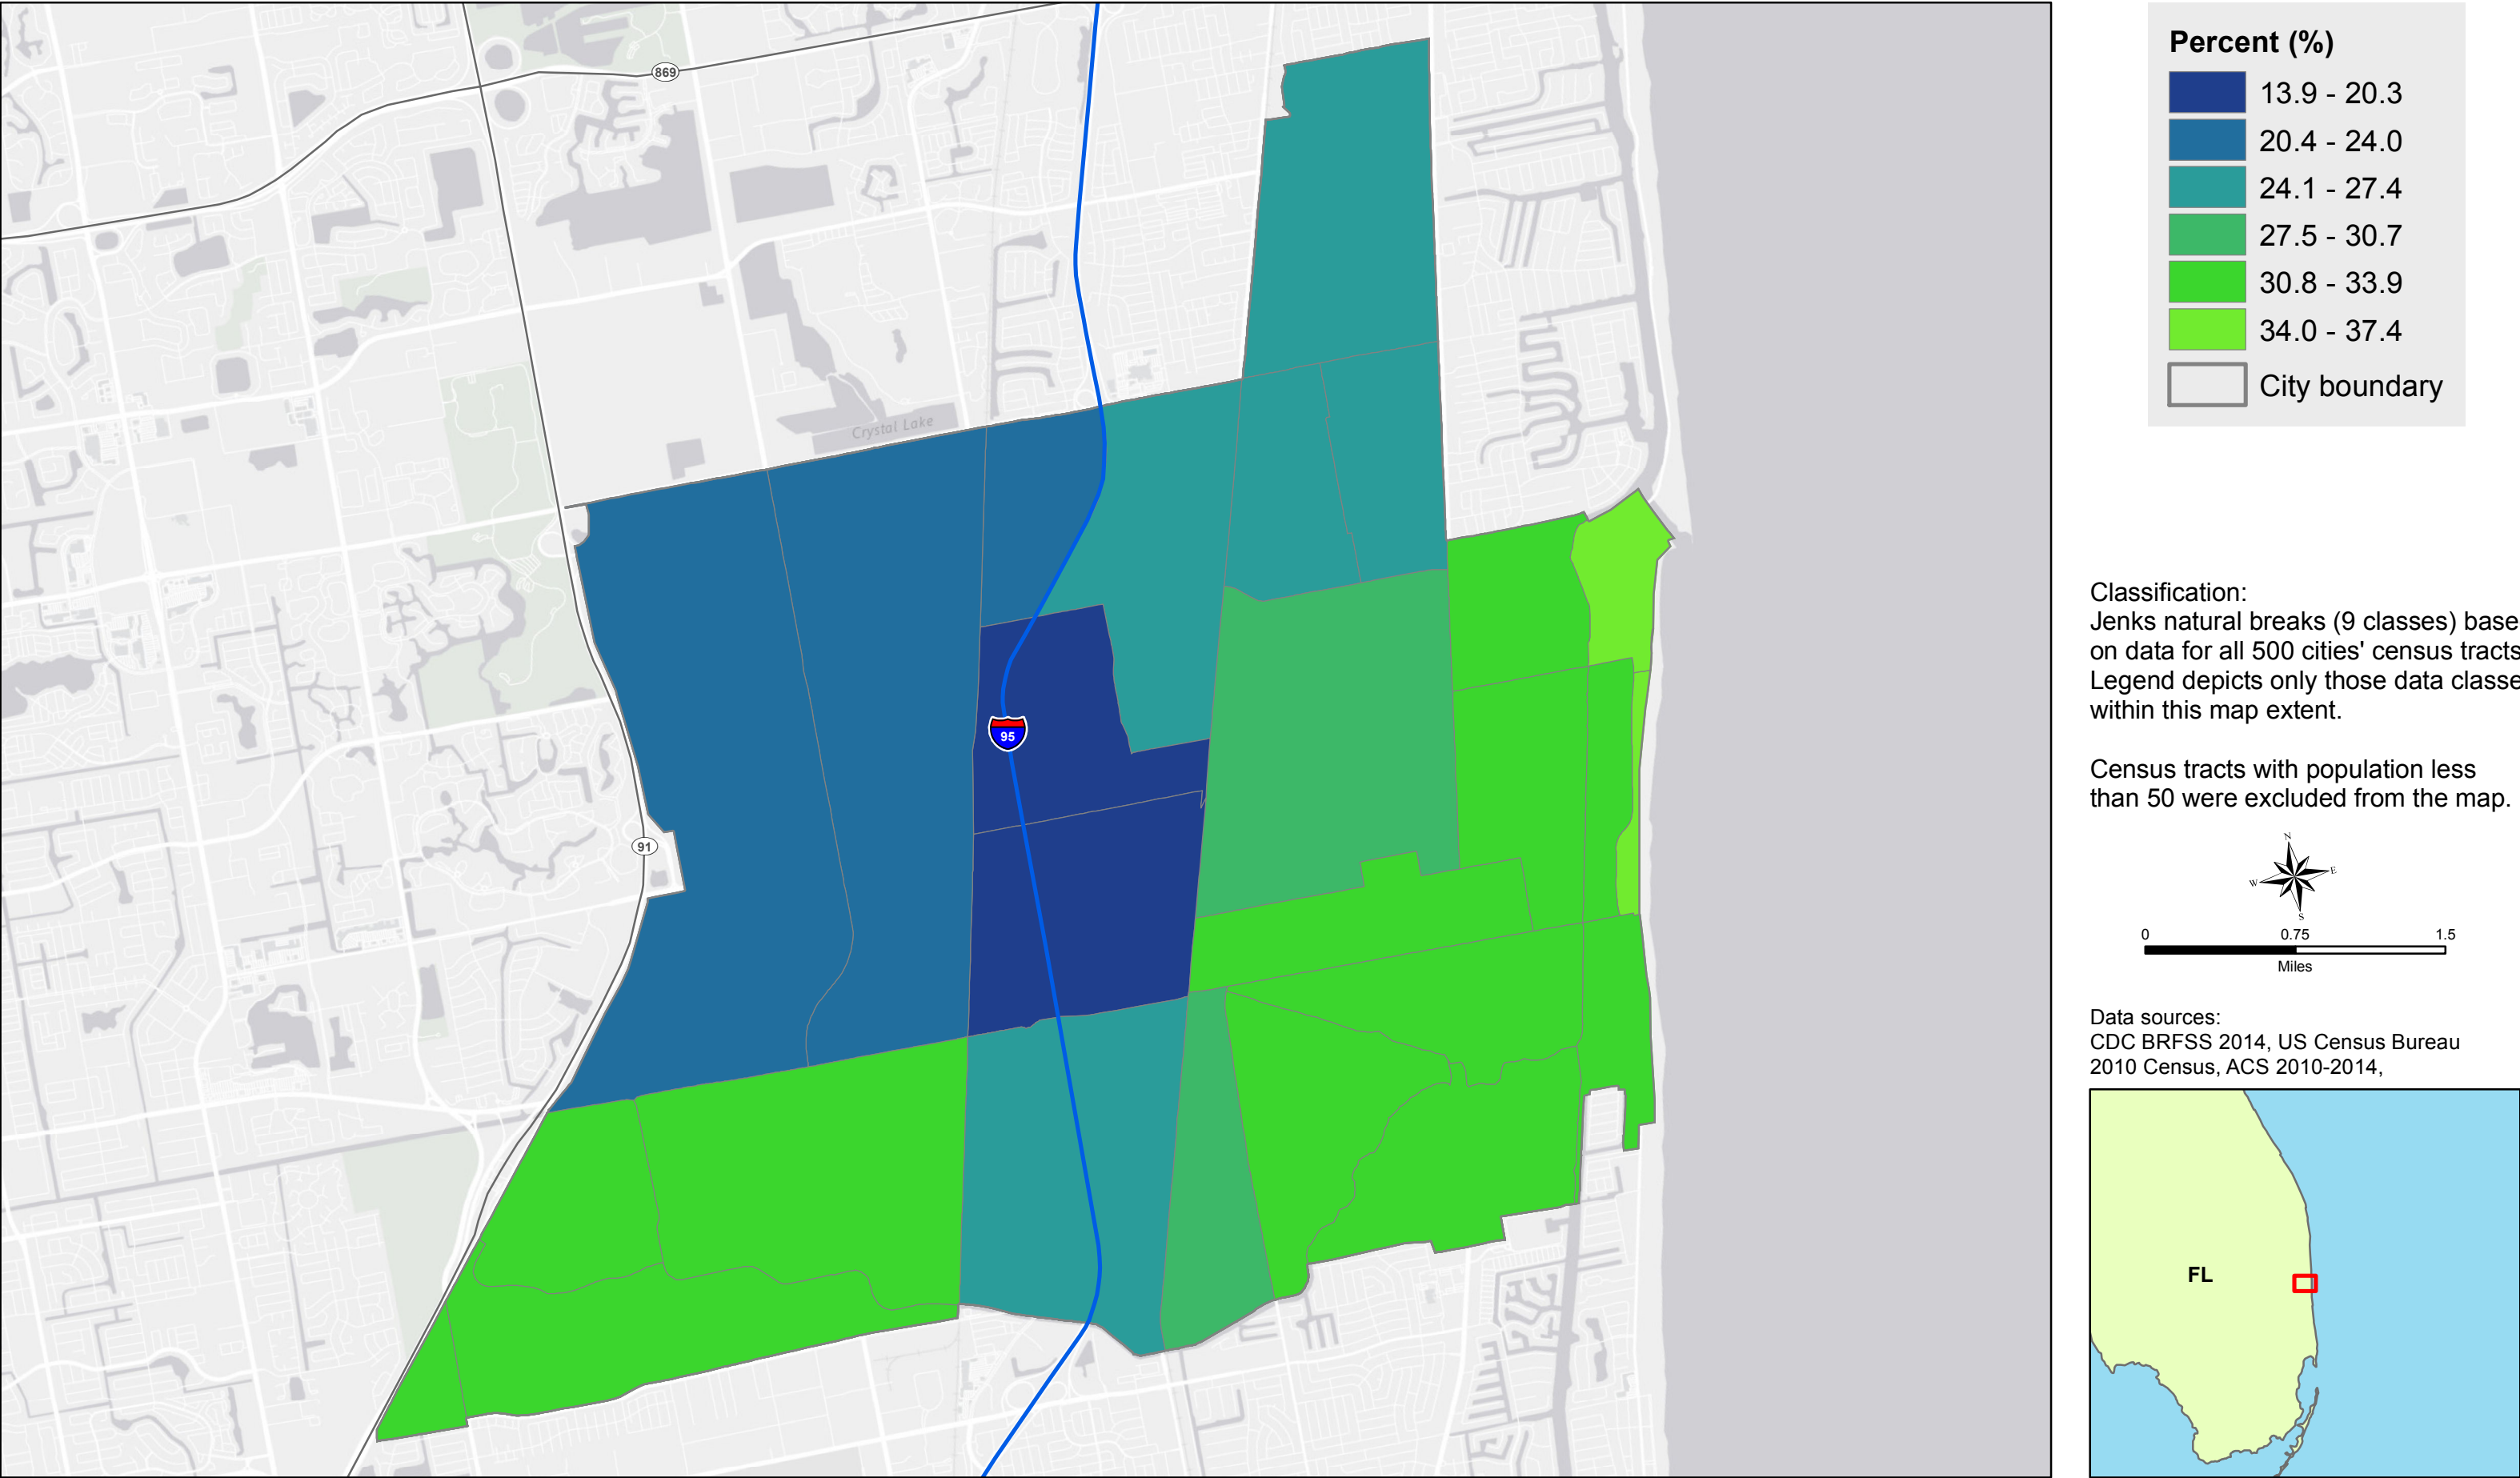 869
Crystal Lake
95
91
Percent (%)
13.9 - 20.3
20.4 - 24.0
24.1 - 27.4
27.5 - 30.7
30.8 - 33.9
34.0 - 37.4
City boundary
Classification:
Jenks natural breaks (9 classes) base
on data for all 500 cities' census tracts
Legend depicts only those data classe
within this map extent.
Census tracts with population less
than 50 were excluded from the map.
N
W E
S
0 0.75 1.5
Miles
Data sources:
CDC BRFSS 2014, US Census Bureau
2010 Census, ACS 2010-2014,
FL